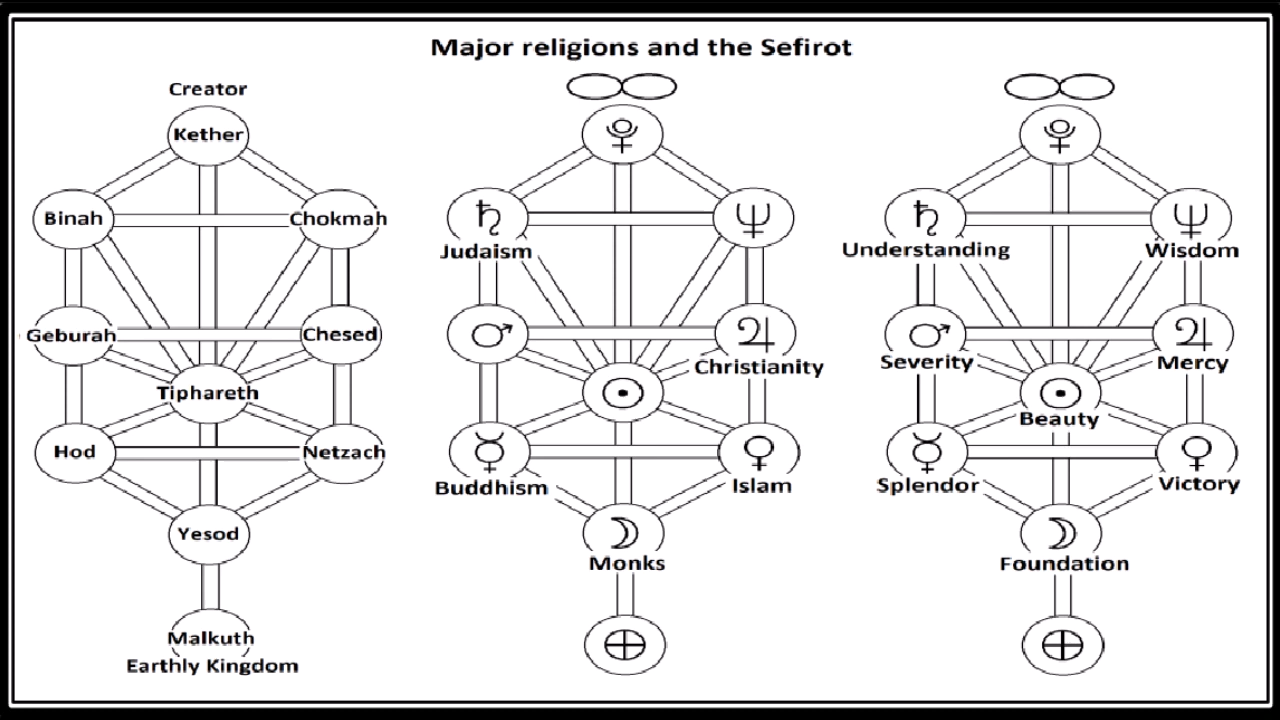 Major religions and the Sefirot
Creator
Kether
Binah
Chokmah
Geburah
Chesed
Tiphareth
Hod
Netzach
Yesod
Malkuth
Earthly Kingdom
♇
♄
♆
Judaism
♂
♃
Christianity
☉
☿
♀
Buddhism
Islam
☽
Monks
⊕
♇
♄
♆
Understanding
Wisdom
♂
♃
Severity
Mercy
☉
Beauty
☿
♀
Splendor
Victory
☽
Foundation
⊕